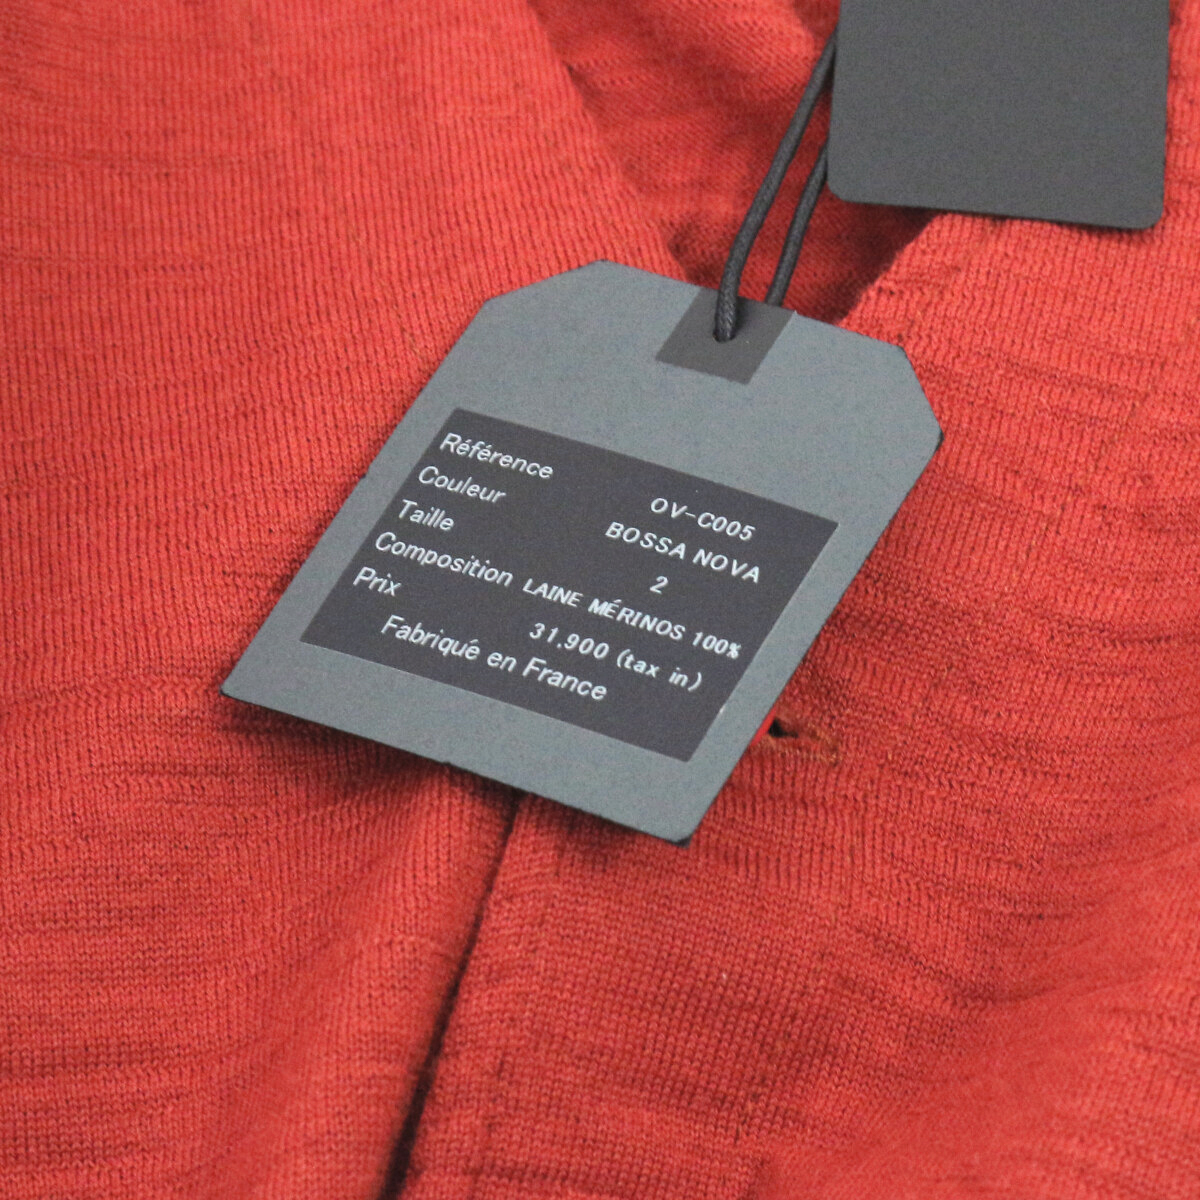 Référence OV-C005
Couleur BOSSA NOVA
Taille 2
Composition LAINE MÉRINOS 100%
Prix 31,900 (tax in)
Fabriqué en France